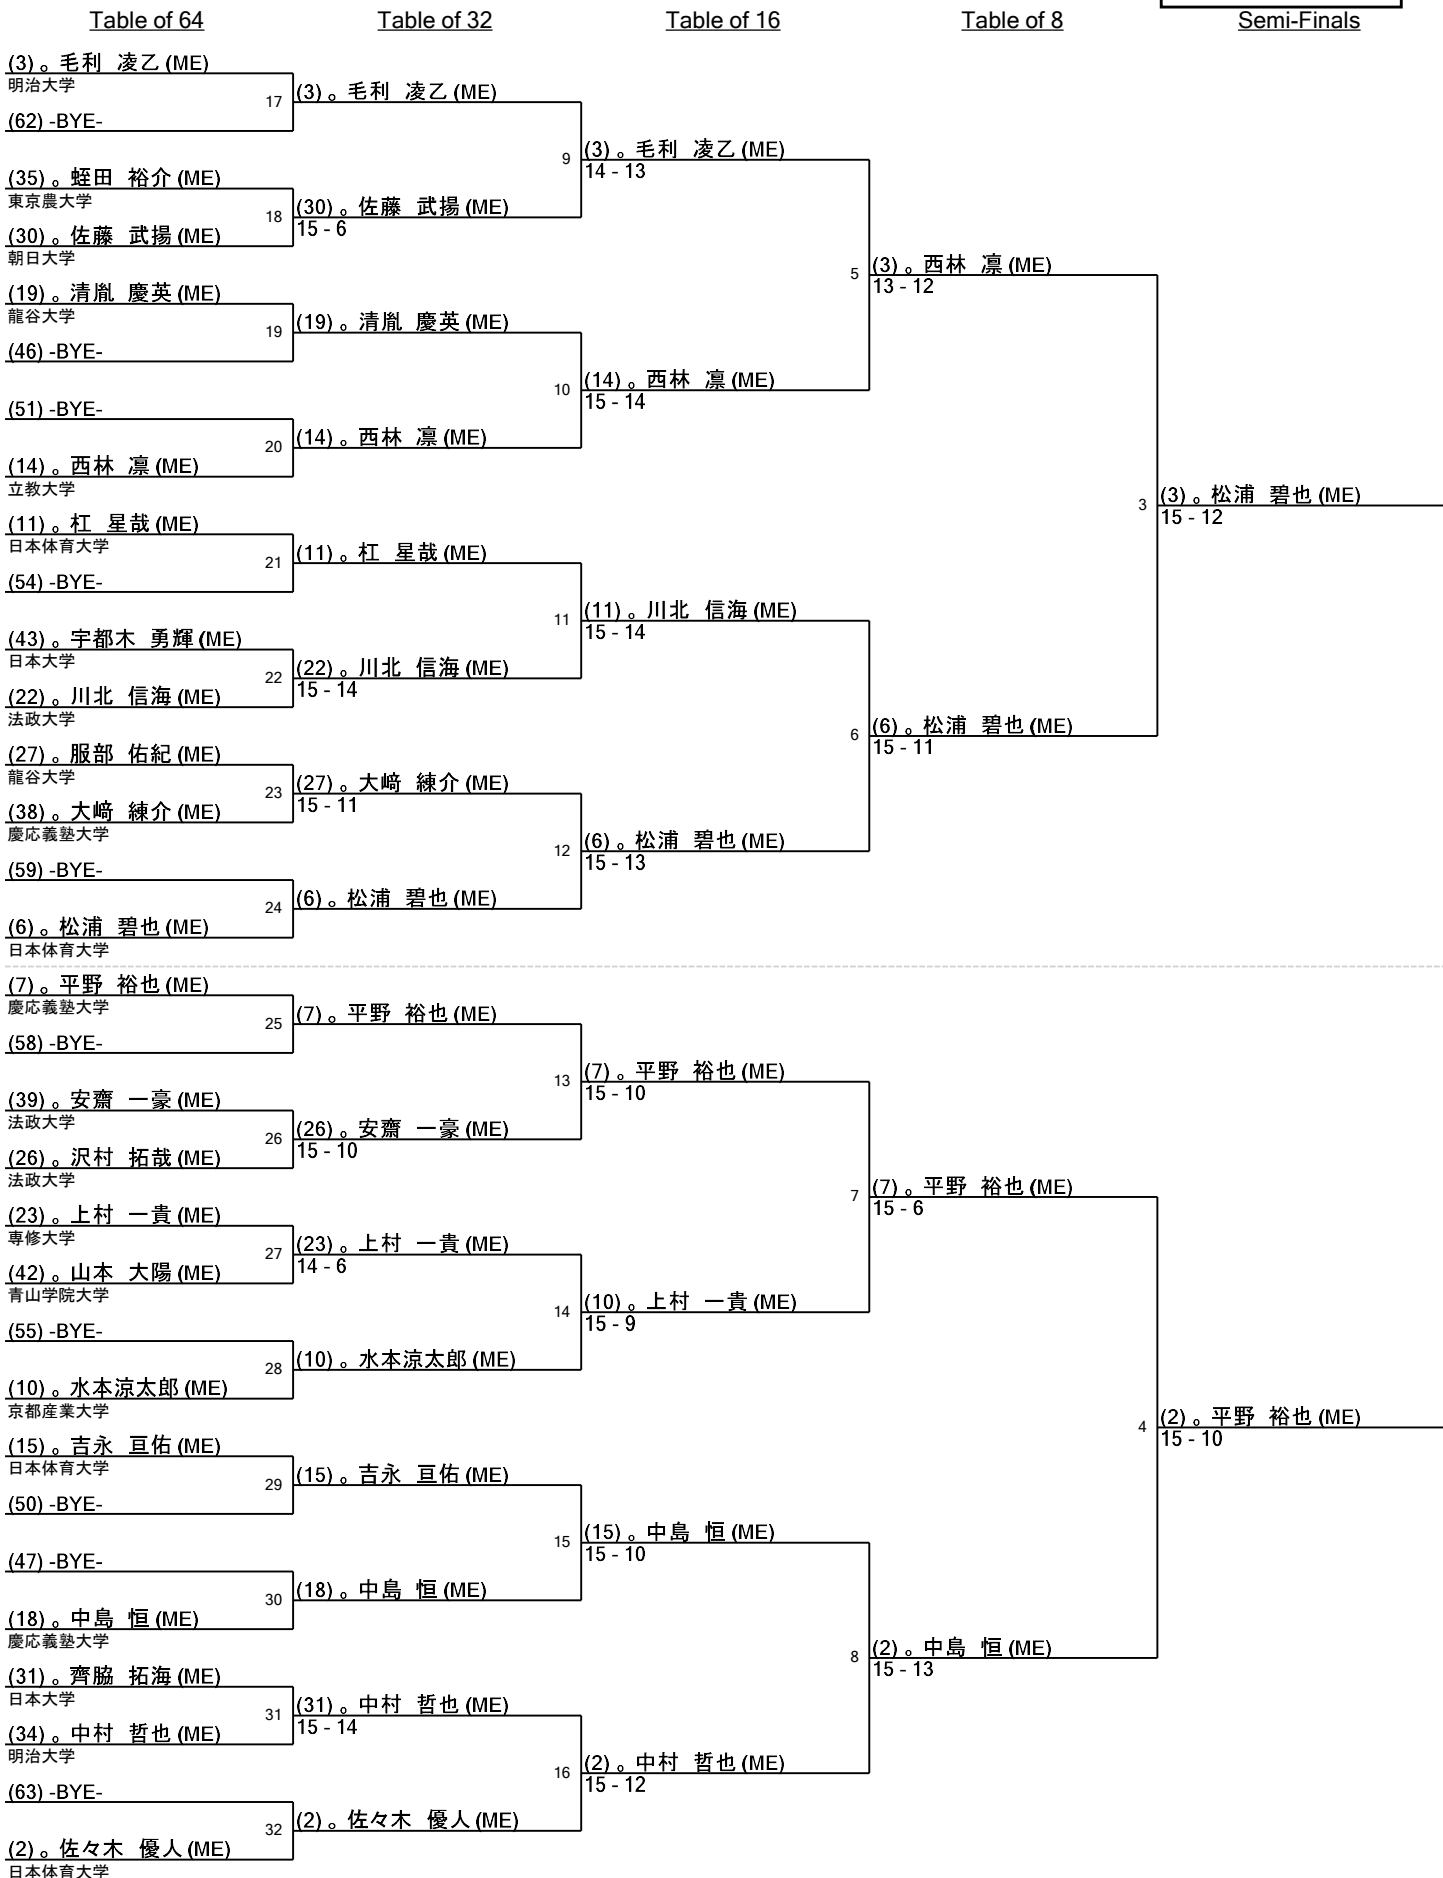 Table of 64
Table of 32
Table of 16
Table of 8
Semi-Finals
(3) 。毛利 凌乙 (ME)
明治大学
(62) -BYE-
(35) 。蛭田 裕介 (ME)
東京農大学
(30) 。佐藤 武揚 (ME)
朝日大学
(19) 。清胤 慶英 (ME)
龍谷大学
(46) -BYE-
(51) -BYE-
(14) 。西林 凛 (ME)
立教大学
(11) 。杠 星哉 (ME)
日本体育大学
(54) -BYE-
(43) 。宇都木 勇輝 (ME)
日本大学
(22) 。川北 信海 (ME)
法政大学
(27) 。服部 佑紀 (ME)
龍谷大学
(38) 。大﨑 練介 (ME)
慶応義塾大学
(59) -BYE-
(6) 。松浦 碧也 (ME)
日本体育大学
(7) 。平野 裕也 (ME)
慶応義塾大学
(58) -BYE-
(39) 。安齋 一豪 (ME)
法政大学
(26) 。沢村 拓哉 (ME)
法政大学
(23) 。上村 一貴 (ME)
専修大学
(42) 。山本 大陽 (ME)
青山学院大学
(55) -BYE-
(10) 。水本涼太郎 (ME)
京都産業大学
(15) 。吉永 亘佑 (ME)
日本体育大学
(50) -BYE-
(47) -BYE-
(18) 。中島 恒 (ME)
慶応義塾大学
(31) 。齊脇 拓海 (ME)
日本大学
(34) 。中村 哲也 (ME)
明治大学
(63) -BYE-
(2) 。佐々木 優人 (ME)
日本体育大学
17
(3) 。毛利 凌乙 (ME)
18
(30) 。佐藤 武揚 (ME)
15 - 6
19
(19) 。清胤 慶英 (ME)
20
(14) 。西林 凛 (ME)
21
(11) 。杠 星哉 (ME)
22
(22) 。川北 信海 (ME)
15 - 14
23
(27) 。大﨑 練介 (ME)
15 - 11
24
(6) 。松浦 碧也 (ME)
25
(7) 。平野 裕也 (ME)
26
(26) 。安齋 一豪 (ME)
15 - 10
27
(23) 。上村 一貴 (ME)
14 - 6
28
(10) 。水本涼太郎 (ME)
29
(15) 。吉永 亘佑 (ME)
30
(18) 。中島 恒 (ME)
31
(31) 。中村 哲也 (ME)
15 - 14
32
(2) 。佐々木 優人 (ME)
9
(3) 。毛利 凌乙 (ME)
14 - 13
10
(14) 。西林 凛 (ME)
15 - 14
11
(11) 。川北 信海 (ME)
15 - 14
12
(6) 。松浦 碧也 (ME)
15 - 13
13
(7) 。平野 裕也 (ME)
15 - 10
14
(10) 。上村 一貴 (ME)
15 - 9
15
(15) 。中島 恒 (ME)
15 - 10
16
(2) 。中村 哲也 (ME)
15 - 12
5
(3) 。西林 凛 (ME)
13 - 12
6
(6) 。松浦 碧也 (ME)
15 - 11
7
(7) 。平野 裕也 (ME)
15 - 6
8
(2) 。中島 恒 (ME)
15 - 13
3
(3) 。松浦 碧也 (ME)
15 - 12
4
(2) 。平野 裕也 (ME)
15 - 10